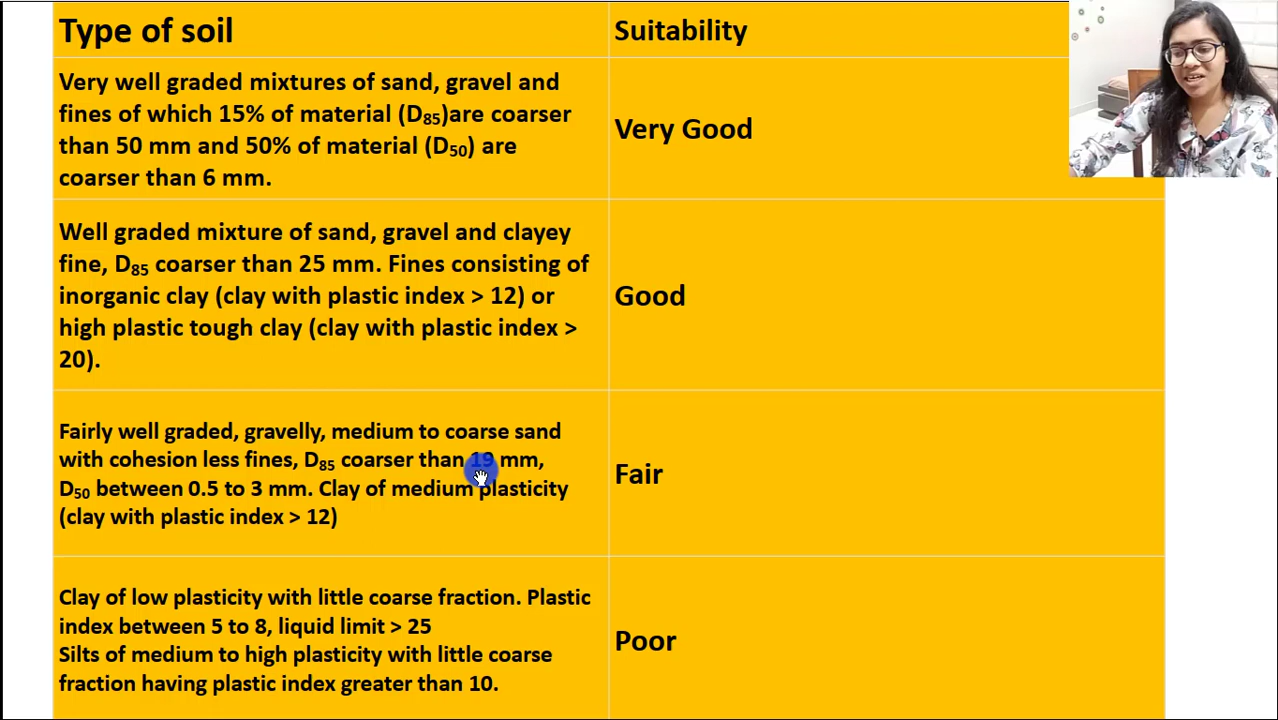 Type of soil
Suitability
Very well graded mixtures of sand, gravel and
fines of which 15% of material (D85)are coarser
than 50 mm and 50% of material (D50) are
coarser than 6 mm.
Very Good
Well graded mixture of sand, gravel and clayey
fine, D85 coarser than 25 mm. Fines consisting of
inorganic clay (clay with plastic index > 12) or
high plastic tough clay (clay with plastic index >
20).
Good
Fairly well graded, gravelly, medium to coarse sand
with cohesion less fines, D85 coarser than 19 mm,
D50 between 0.5 to 3 mm. Clay of medium plasticity
(clay with plastic index > 12)
Fair
Clay of low plasticity with little coarse fraction. Plastic
index between 5 to 8, liquid limit > 25
Silts of medium to high plasticity with little coarse
fraction having plastic index greater than 10.
Poor